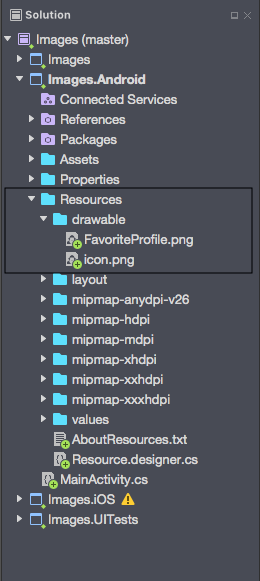 Solution
Images (master)
Images
Images.Android
Connected Services
References
Packages
Assets
Properties
Resources
drawable
FavoriteProfile.png
icon.png
layout
mipmap-anydpi-v26
mipmap-hdpi
mipmap-mdpi
mipmap-xhdpi
mipmap-xxhdpi
mipmap-xxxhdpi
values
AboutResources.txt
Resource.designer.cs
MainActivity.cs
Images.iOS
Images.UITests